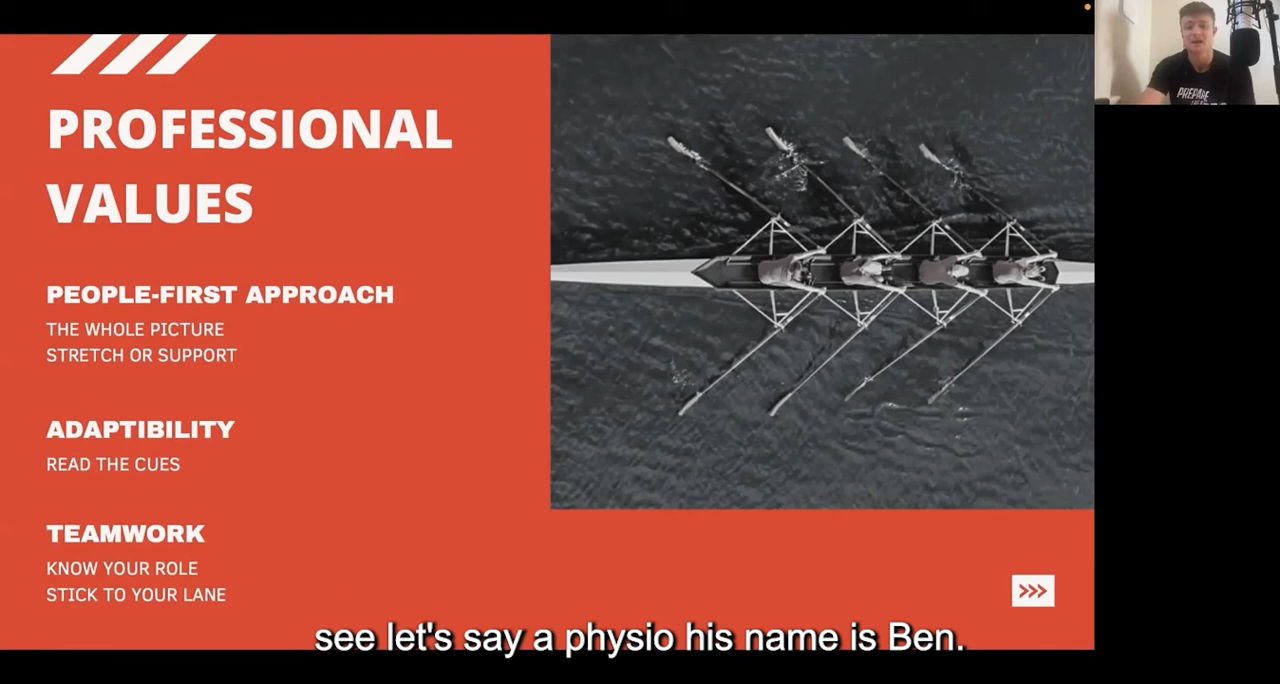 PROFESSIONAL
VALUES
PEOPLE-FIRST APPROACH
THE WHOLE PICTURE
STRETCH OR SUPPORT
ADAPTIBILITY
READ THE CUES
TEAMWORK
KNOW YOUR ROLE
STICK TO YOUR LANE
see let's say a physio his name is Ben.
PREPARE